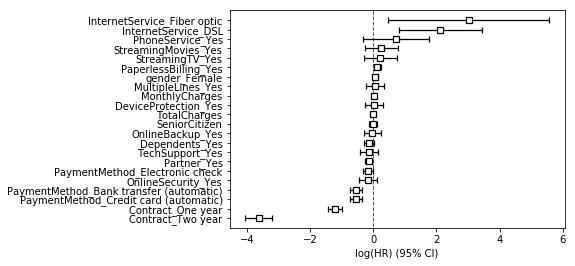 InternetService_Fiber optic
InternetService_DSL
PhoneService_Yes
StreamingMovies_Yes
StreamingTV_Yes
PaperlessBilling_Yes
gender_Female
MultipleLines_Yes
MonthlyCharges
DeviceProtection_Yes
TotalCharges
SeniorCitizen
OnlineBackup_Yes
Dependents_Yes
TechSupport_Yes
Partner_Yes
PaymentMethod_Electronic check
OnlineSecurity_Yes
PaymentMethod_Bank transfer (automatic)
PaymentMethod_Credit card (automatic)
Contract_One year
Contract_Two year
−4 −2 0 2 4 6
log(HR) (95% CI)